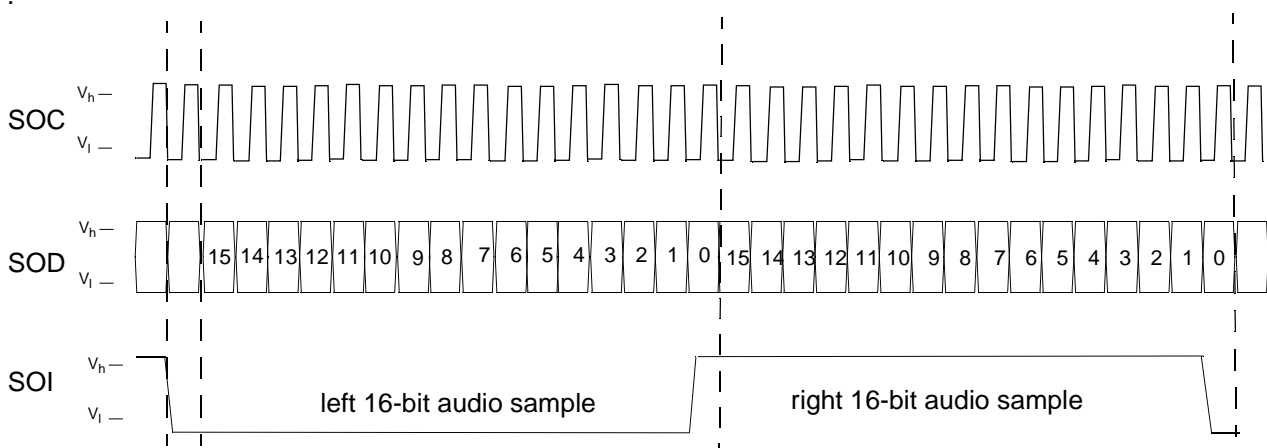 .
SOC
Vh
Vl
SOD
Vh
Vl
15 14 13 12 11 10 9 8 7 6 5 4 3 2 1 0 15 14 13 12 11 10 9 8 7 6 5 4 3 2 1 0
SOI
Vh
Vl
left 16-bit audio sample
right 16-bit audio sample